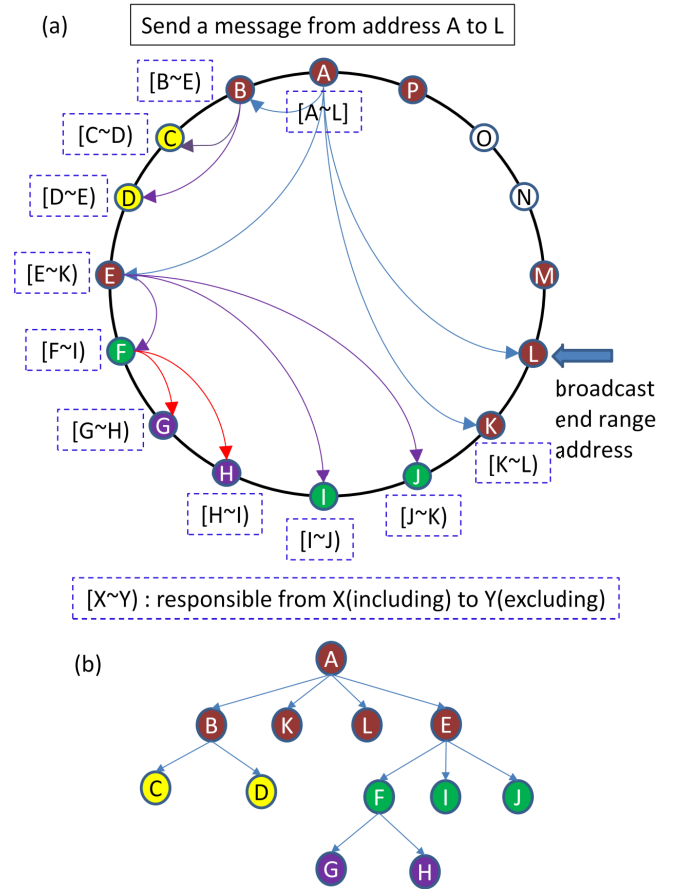 (a)
Send a message from address A to L
A
[A~L]
P
B
[B~E)
O
C
[C~D)
N
D
[D~E)
E
[E~K)
M
F
[F~I)
L
broadcast
end range
address
G
[G~H)
K
[K~L)
H
[H~I)
J
[J~K)
I
[I~J)
[X~Y) : responsible from X(including) to Y(excluding)
(b)
A
B K L E
C D F I J
G H